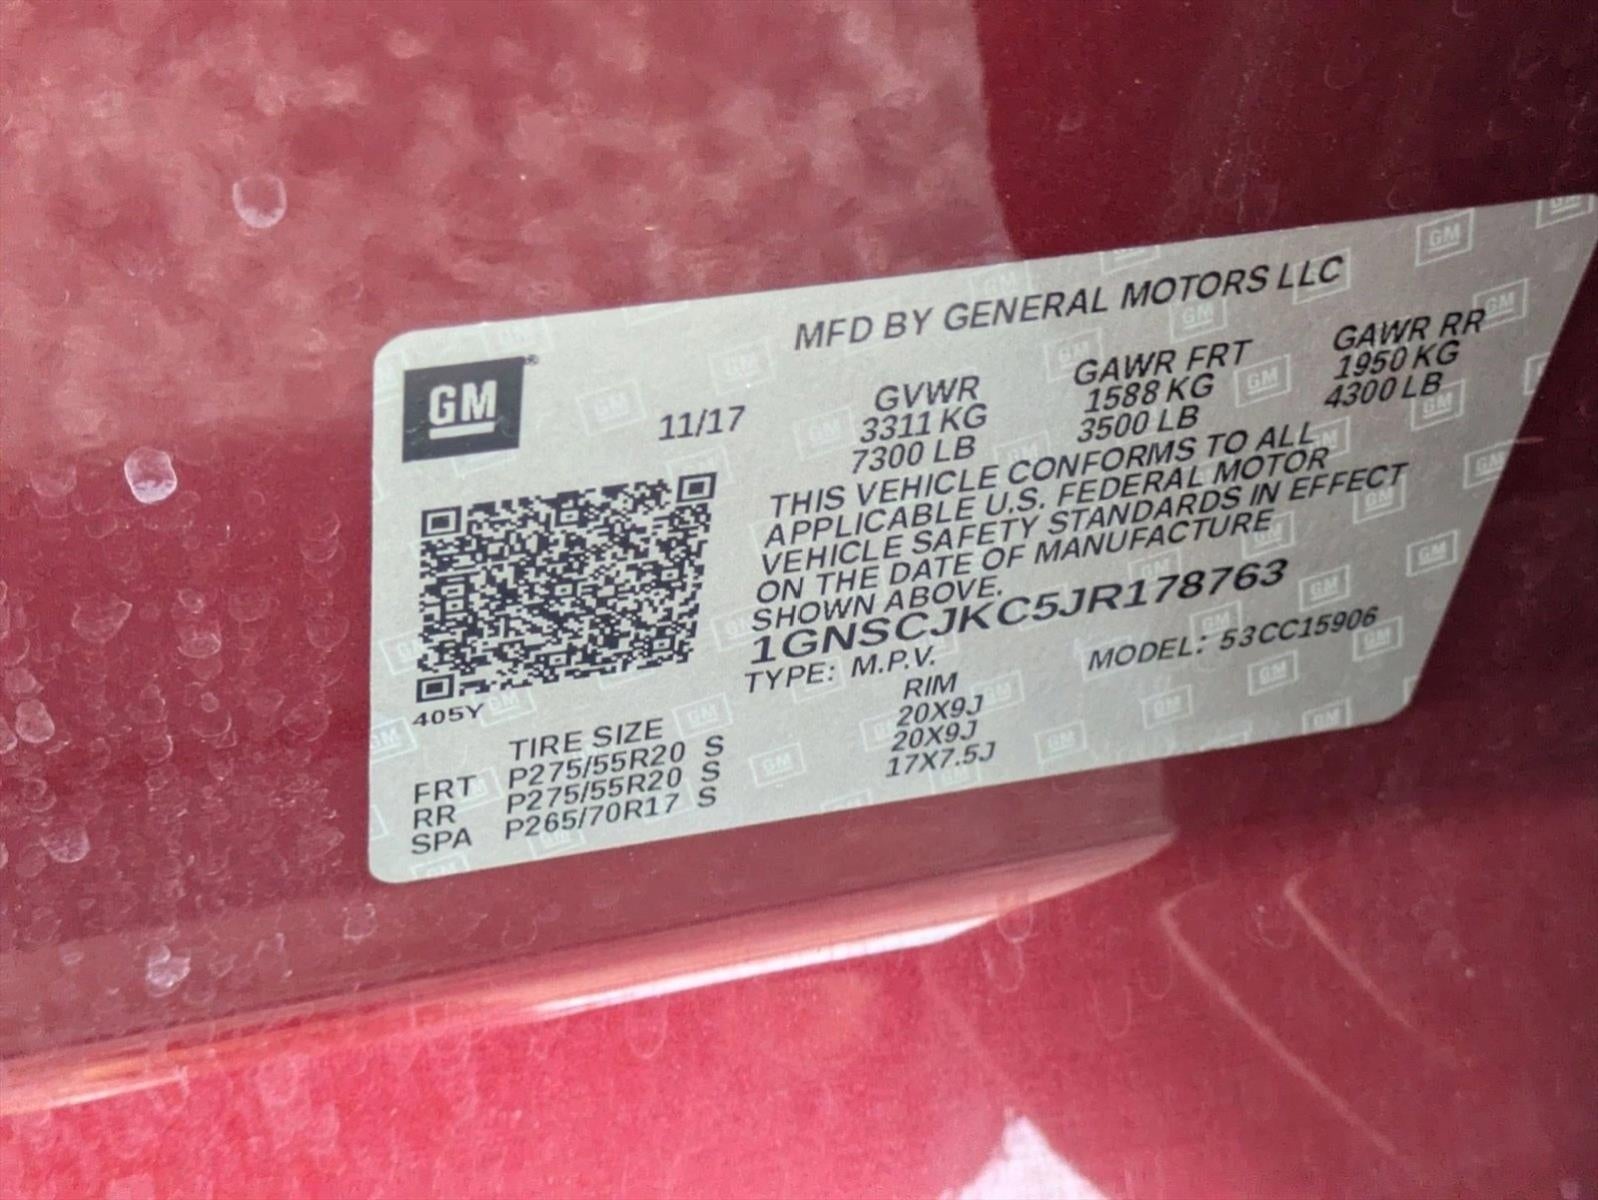 MFD BY GENERAL MOTORS LLC
GM®
11/17
GVWR GAWR FRT GAWR RR
3311 KG 1588 KG 1950 KG
7300 LB 3500 LB 4300 LB
THIS VEHICLE CONFORMS TO ALL
APPLICABLE U.S. FEDERAL MOTOR
VEHICLE SAFETY STANDARDS IN EFFECT
ON THE DATE OF MANUFACTURE
SHOWN ABOVE.
1GNSCJKC5JR178763
TYPE: M.P.V. MODEL: 53CC15906
405Y
TIRE SIZE RIM
FRT P275/55R20 S 20X9J
RR P275/55R20 S 20X9J
SPA P265/70R17 S 17X7.5J